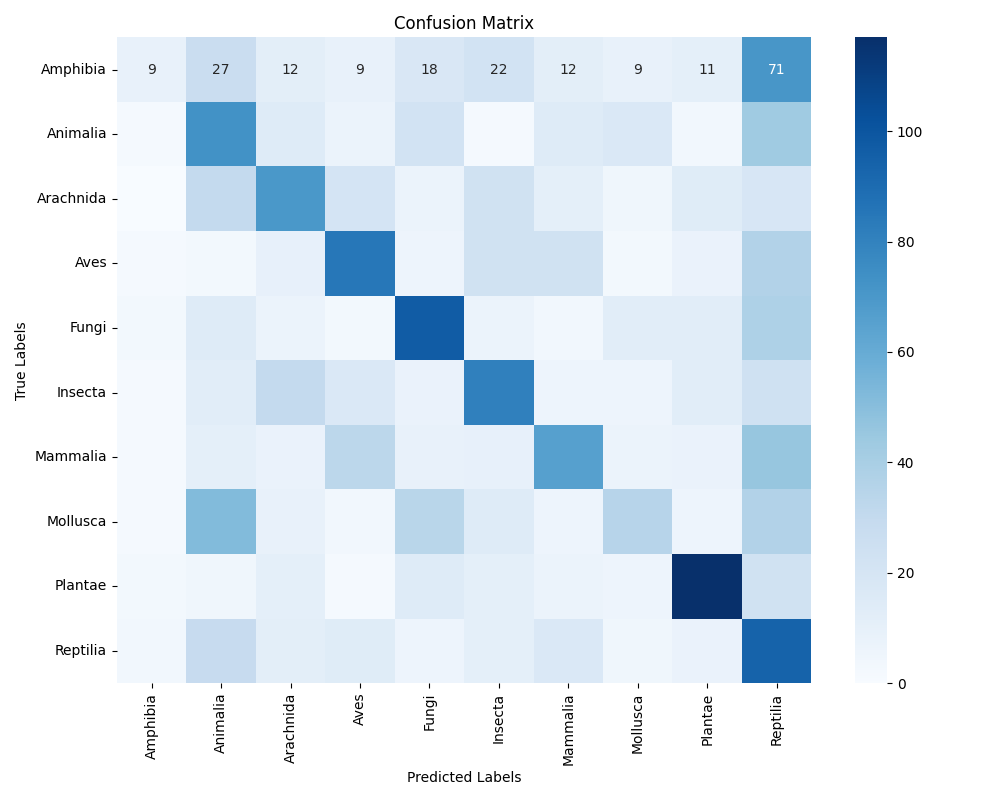 Confusion Matrix
True Labels
Amphibia 9 27 12 9 18 22 12 9 11 71
Animalia
Arachnida
Aves
Fungi
Insecta
Mammalia
Mollusca
Plantae
Reptilia
Amphibia Animalia Arachnida Aves Fungi Insecta Mammalia Mollusca Plantae Reptilia
Predicted Labels
100
80
60
40
20
0